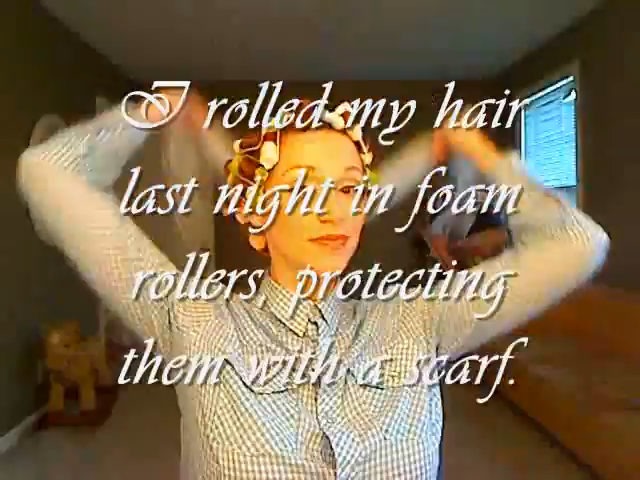 I rolled my hair
last night in foam
rollers, protecting
them with a scarf.